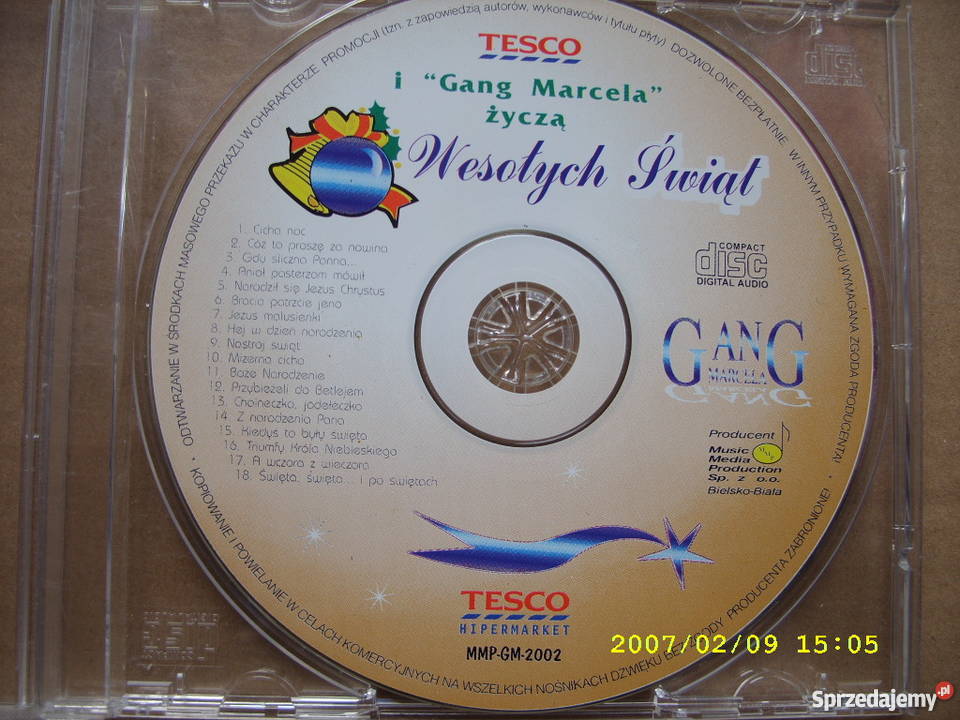 TESCO
i “Gang Marcela”
życzą
Wesołych Świąt
1. Cicha noc
2. Cóż to proszę za nowina
3. Gdy śliczna Panna...
4. Anioł pasterzom mówił
5. Narodził się Jezus Chrystus
6. Bracia patrzcie jeno
7. Jezus malusieńki
8. Hej w dzień narodzenia
9. Nastrój świąt
10. Mizerna cicha
11. Boże Narodzenie
12. Przybieżeli do Betlejem
13. Choineczko, jodełeczko
14. Z narodzenia Pana
15. Kiedyś to były święta
16. Triumfy Króla Niebieskiego
17. A wczora z wieczora
18. Święta, święta... i po świętach
COMPACT
disc
DIGITAL AUDIO
GANG
MARCELA
Producent
Music
Media
Production
Sp. z o.o.
Bielsko-Biała
TESCO
HIPERMARKET
MMP-GM-2002
• ODTWARZANIE W ŚRODKACH MASOWEGO PRZEKAZU W CHARAKTERZE PROMOCJI (tzn. z zapowiedzią autorów, wykonawców i tytułu płyty) DOZWOLONE BEZPŁATNIE. W INNYM PRZYPADKU WYMAGANA ZGODA PRODUCENTA!
• KOPIOWANIE I POWIELANIE W CELACH KOMERCYJNYCH NA WSZELKICH NOŚNIKACH DŹWIĘKU BEZ ZGODY PRODUCENTA ZABRONIONE! •
disc
2007/02/09 15:05
Sprzedajemy.pl